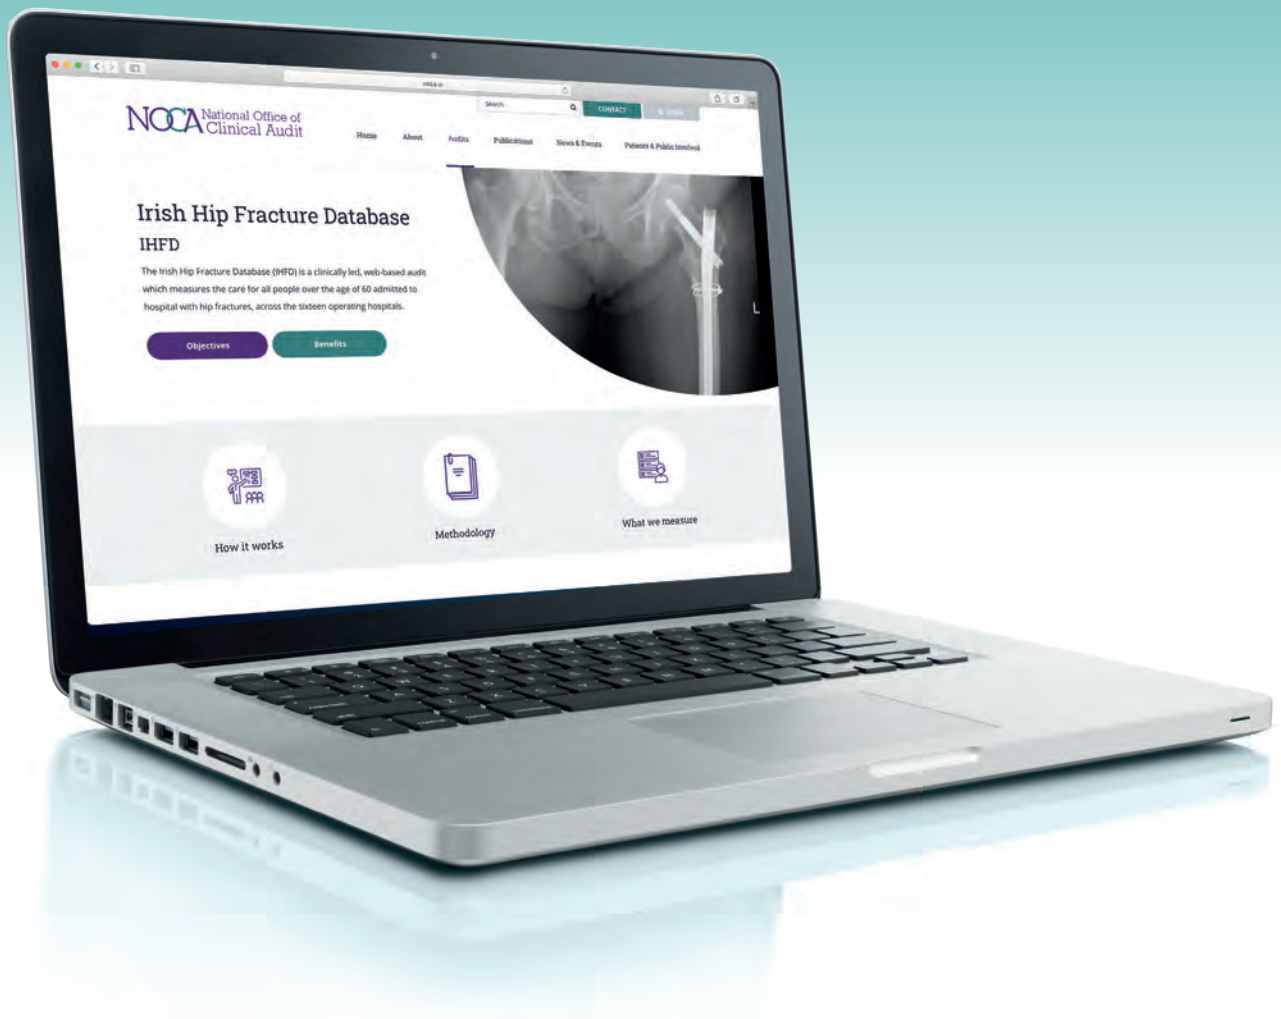 noca.ie
Search
CONTACT
NOCA National Office of
Clinical Audit
Home About Audits Publications News & Events Patients & Public Involved
Irish Hip Fracture Database
IHFD
The Irish Hip Fracture Database (IHFD) is a clinically led, web-based audit
which measures the care for all people over the age of 60 admitted to
hospital with hip fractures, across the sixteen operating hospitals.
Objectives Benefits
L
How it works Methodology What we measure